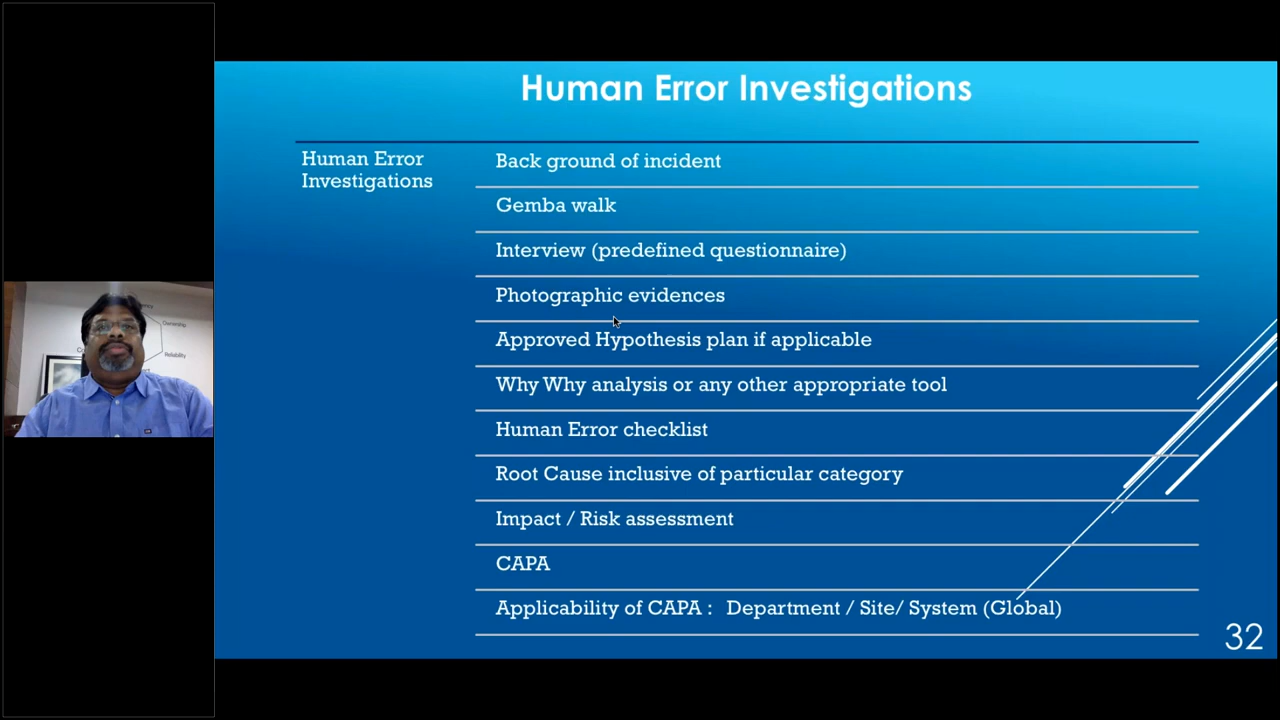 Human Error Investigations
Human Error
Investigations
Back ground of incident
Gemba walk
Interview (predefined questionnaire)
Photographic evidences
Approved Hypothesis plan if applicable
Why Why analysis or any other appropriate tool
Human Error checklist
Root Cause inclusive of particular category
Impact / Risk assessment
CAPA
Applicability of CAPA : Department / Site/ System (Global)
32
Ownership
Reliability